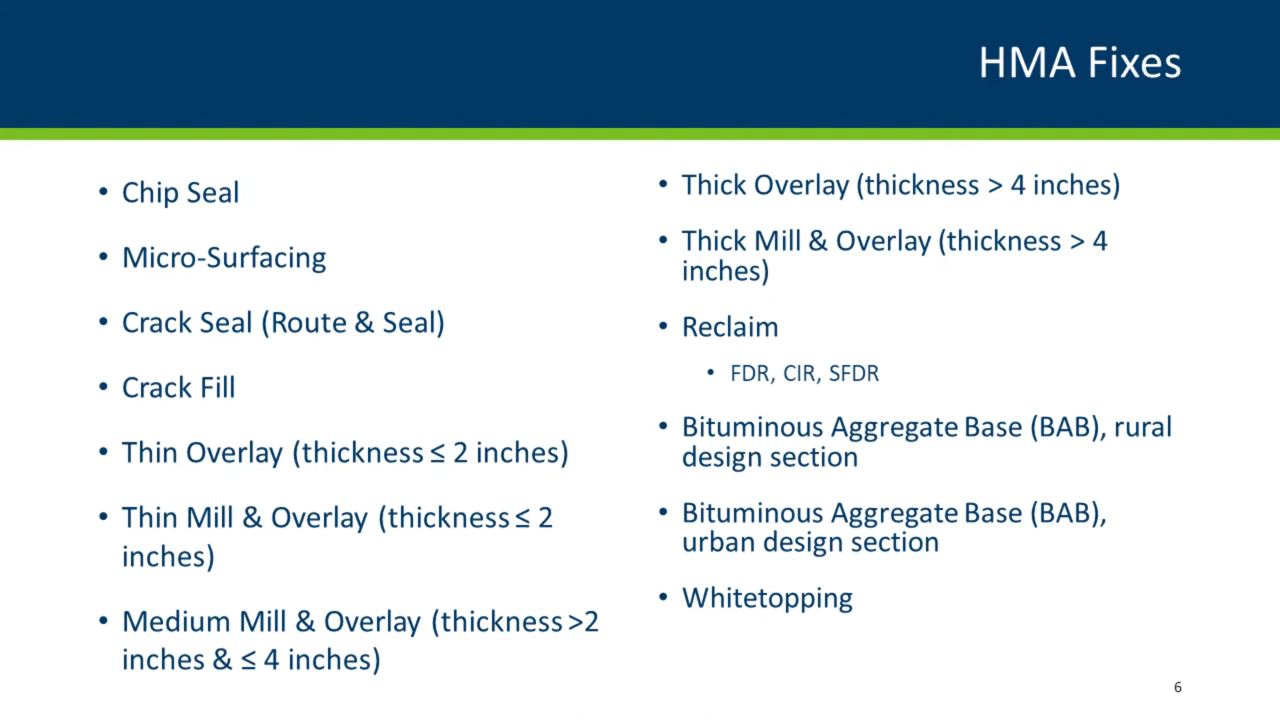 HMA Fixes
• Chip Seal
• Micro-Surfacing
• Crack Seal (Route & Seal)
• Crack Fill
• Thin Overlay (thickness ≤ 2 inches)
• Thin Mill & Overlay (thickness ≤ 2
inches)
• Medium Mill & Overlay (thickness >2
inches & ≤ 4 inches)
• Thick Overlay (thickness > 4 inches)
• Thick Mill & Overlay (thickness > 4
inches)
• Reclaim
• FDR, CIR, SFDR
• Bituminous Aggregate Base (BAB), rural
design section
• Bituminous Aggregate Base (BAB),
urban design section
• Whitetopping
6